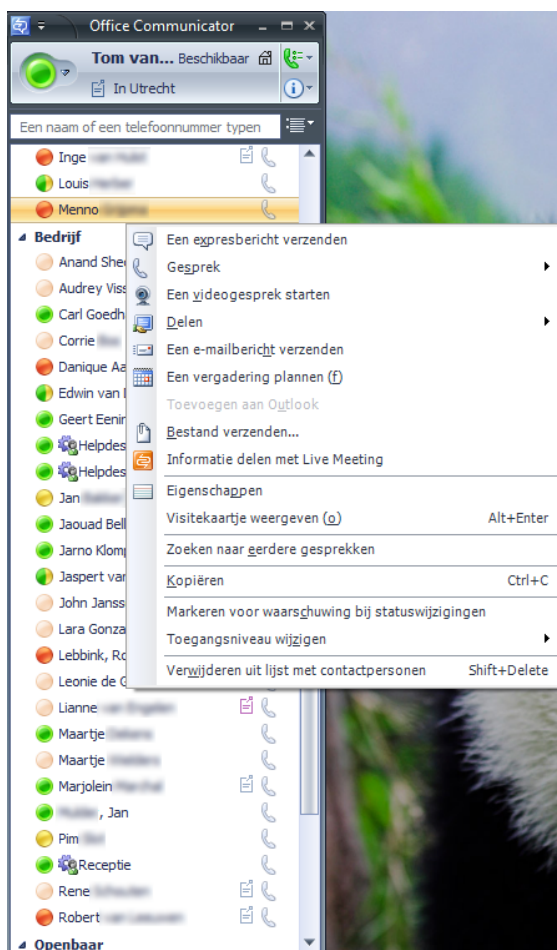 Office Communicator
Tom van... Beschikbaar
In Utrecht
Een naam of een telefoonnummer typen
Inge
Louis
Menno
Bedrijf
Anand Shee
Audrey Viss
Carl Goedh
Corrie
Danique Aa
Edwin van
Geert Eenin
Helpdes
Helpdes
Jan
Jaouad Bell
Jarno Klomp
Jaspert var
John Janss
Lara Gonza
Lebbink, Ro
Leonie de G
Lianne
Maartje
Maartje
Marjolein
, Jan
Pim
Receptie
Rene
Robert
Openbaar
Een expresbericht verzenden
Gesprek
Een videogesprek starten
Delen
Een e-mailbericht verzenden
Een vergadering plannen (f)
Toevoegen aan Outlook
Bestand verzenden...
Informatie delen met Live Meeting
Eigenschappen
Visitekaartje weergeven (o) Alt+Enter
Zoeken naar eerdere gesprekken
Kopiëren Ctrl+C
Markeren voor waarschuwing bij statuswijzigingen
Toegangsniveau wijzigen
Verwijderen uit lijst met contactpersonen Shift+Delete